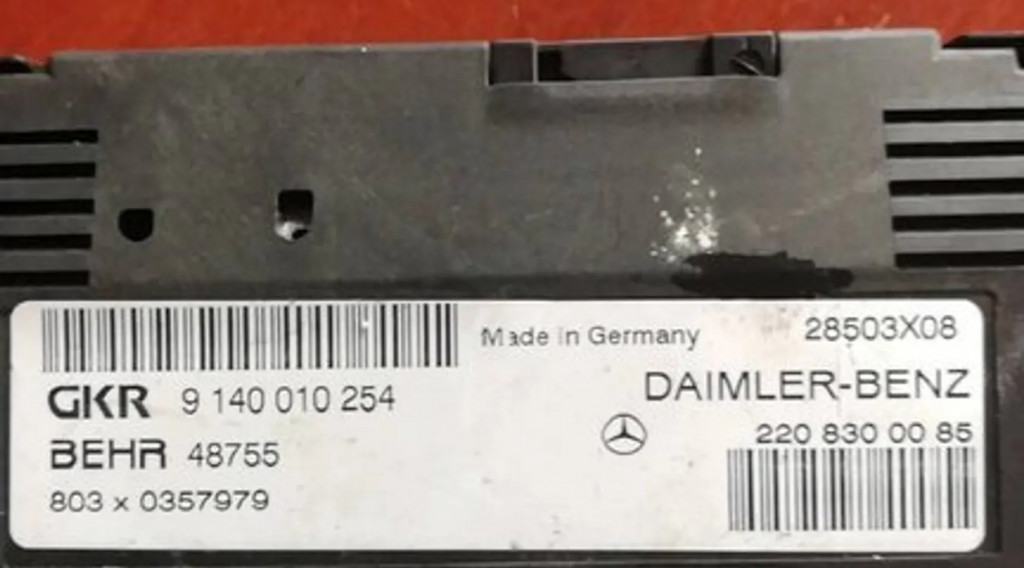 Made in Germany 28503X08
GKR 9 140 010 254
DAIMLER-BENZ
BEHR 48755
220 830 00 85
803 x 0357979